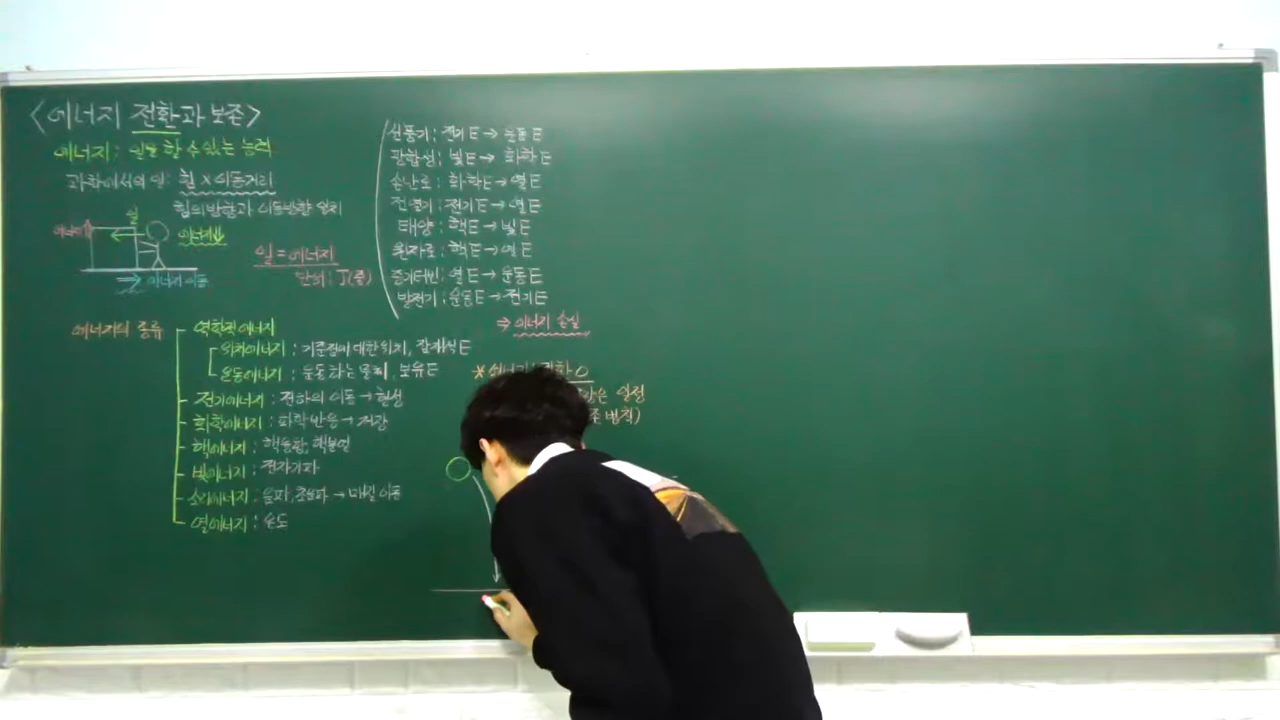 <에너지 전환과 보존>
에너지: 일을 할 수 있는 능력
과학에서의 일: 힘 X 이동거리
힘의 방향과 이동방향 일치
일
에너지↑
에너지↓
에너지 이동
일=에너지
단위: J(줄)
에너지의 종류
역학적에너지
위치에너지: 기준점에 대한 위치, 잠재적 E
운동에너지: 운동하는 물체, 보유 E
전기에너지: 전하의 이동 → 형성
화학에너지: 화학 반응 → 저장
핵에너지: 핵융합, 핵분열
빛에너지: 전자기파
소리에너지: 음파, 초음파 → 매질 이동
열에너지: 온도
선풍기: 전기E → 운동E
광합성: 빛E → 화학E
손난로: 화학E → 열E
전열기: 전기E → 열E
태양: 핵E → 빛E
원자로: 핵E → 열E
증기터빈: 열E → 운동E
발전기: 운동E → 전기E
⇒ 에너지 손실
일정
법칙)